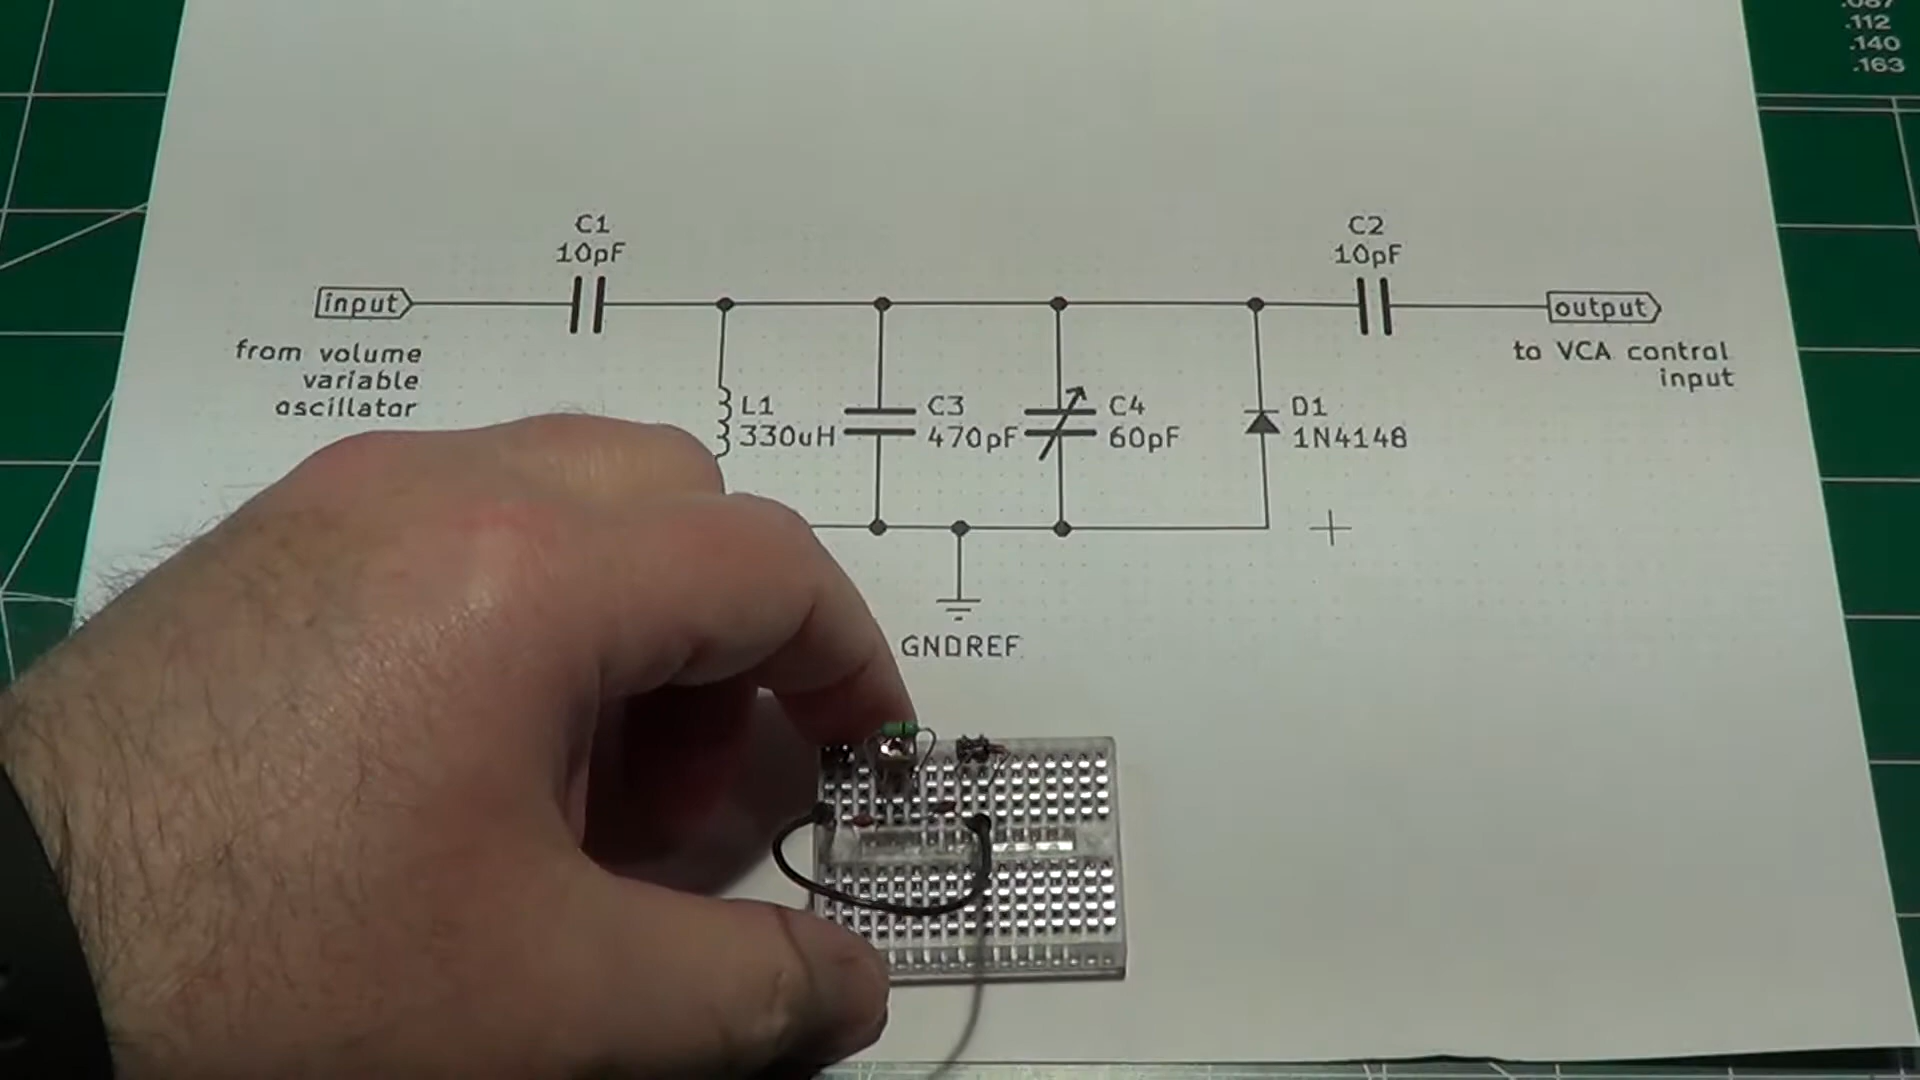 .112
.140
.163
C1
10pF
C2
10pF
input
output
from volume
variable
oscillator
to VCA control
input
L1
330uH
C3
470pF
C4
60pF
D1
1N4148
GNDREF